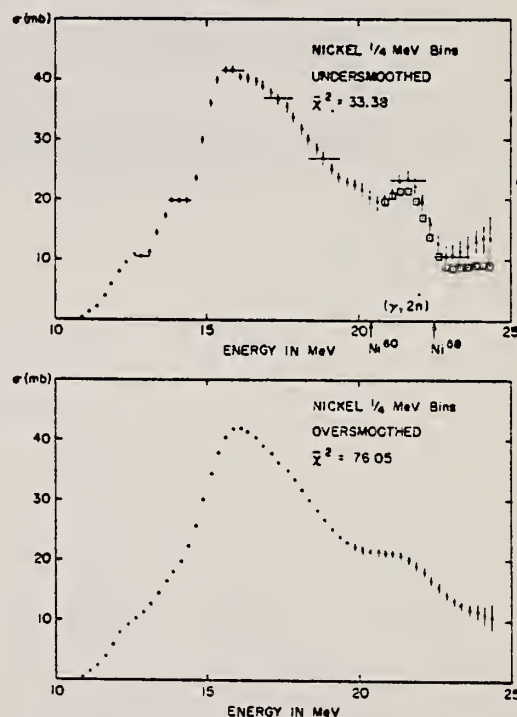 σ(mb)
NICKEL 1/4 MeV Bins
UNDERSMOOTHED
χ̄² = 33.38
40
30
20
10
(γ, 2n)
10 15 20 25
ENERGY IN MeV
Ni⁶⁰
σ(mb)
NICKEL 1/4 MeV Bins
OVERSMOOTHED
χ̄² = 76.05
40
30
20
10
10 15 20 25
ENERGY IN MeV